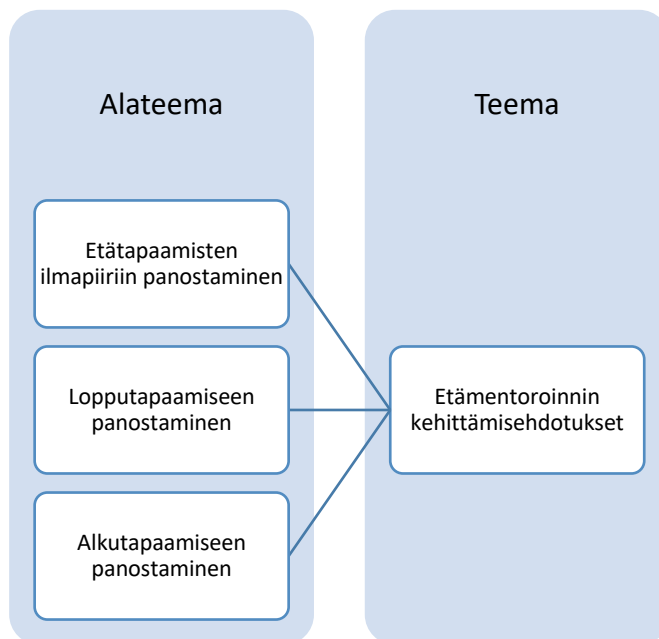 Alateema
Teema
Etätapaamisten
ilmapiiriin panostaminen
Lopputapaamiseen
panostaminen
Alkutapaamiseen
panostaminen
Etämentoroinnin
kehittämisehdotukset